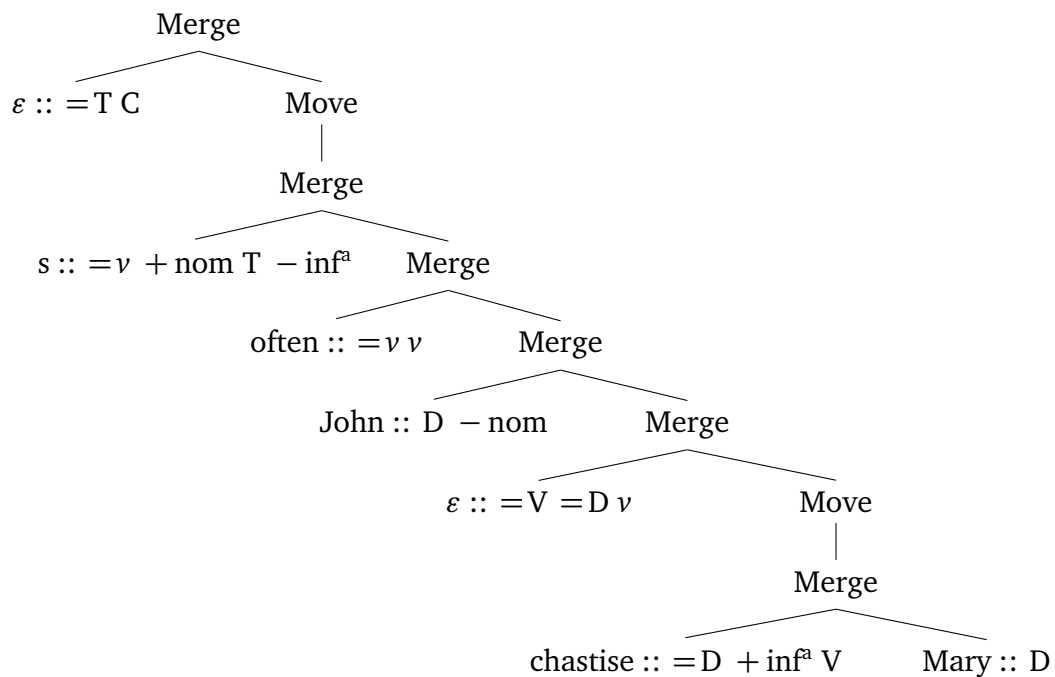 Merge
ε :: =T C Move
Merge
s :: =v +nom T −infᵃ Merge
often :: =v v Merge
John :: D −nom Merge
ε :: =V =D v Move
Merge
chastise :: =D +infᵃ V Mary :: D